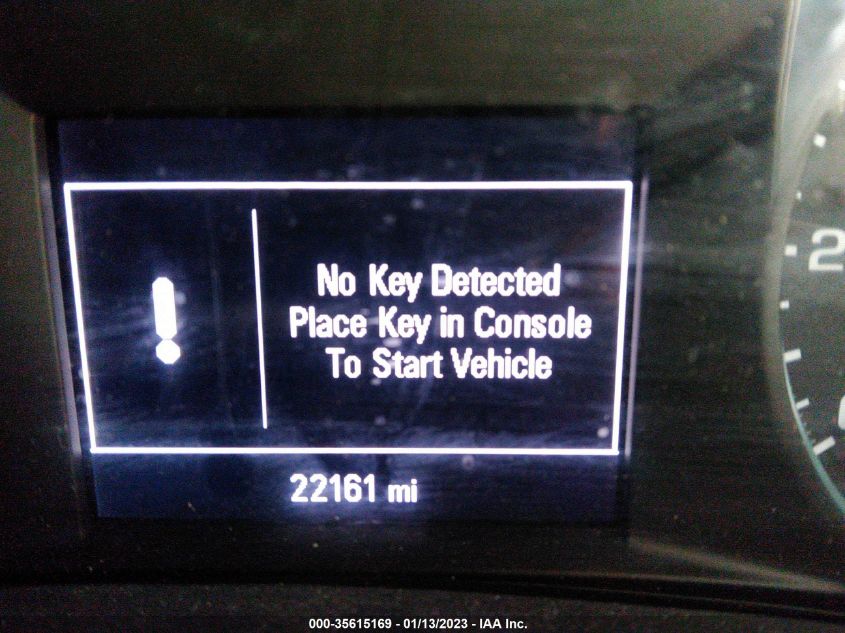 No Key Detected
Place Key in Console
To Start Vehicle
22161 mi
2
000-35615169 - 01/13/2023 - IAA Inc.